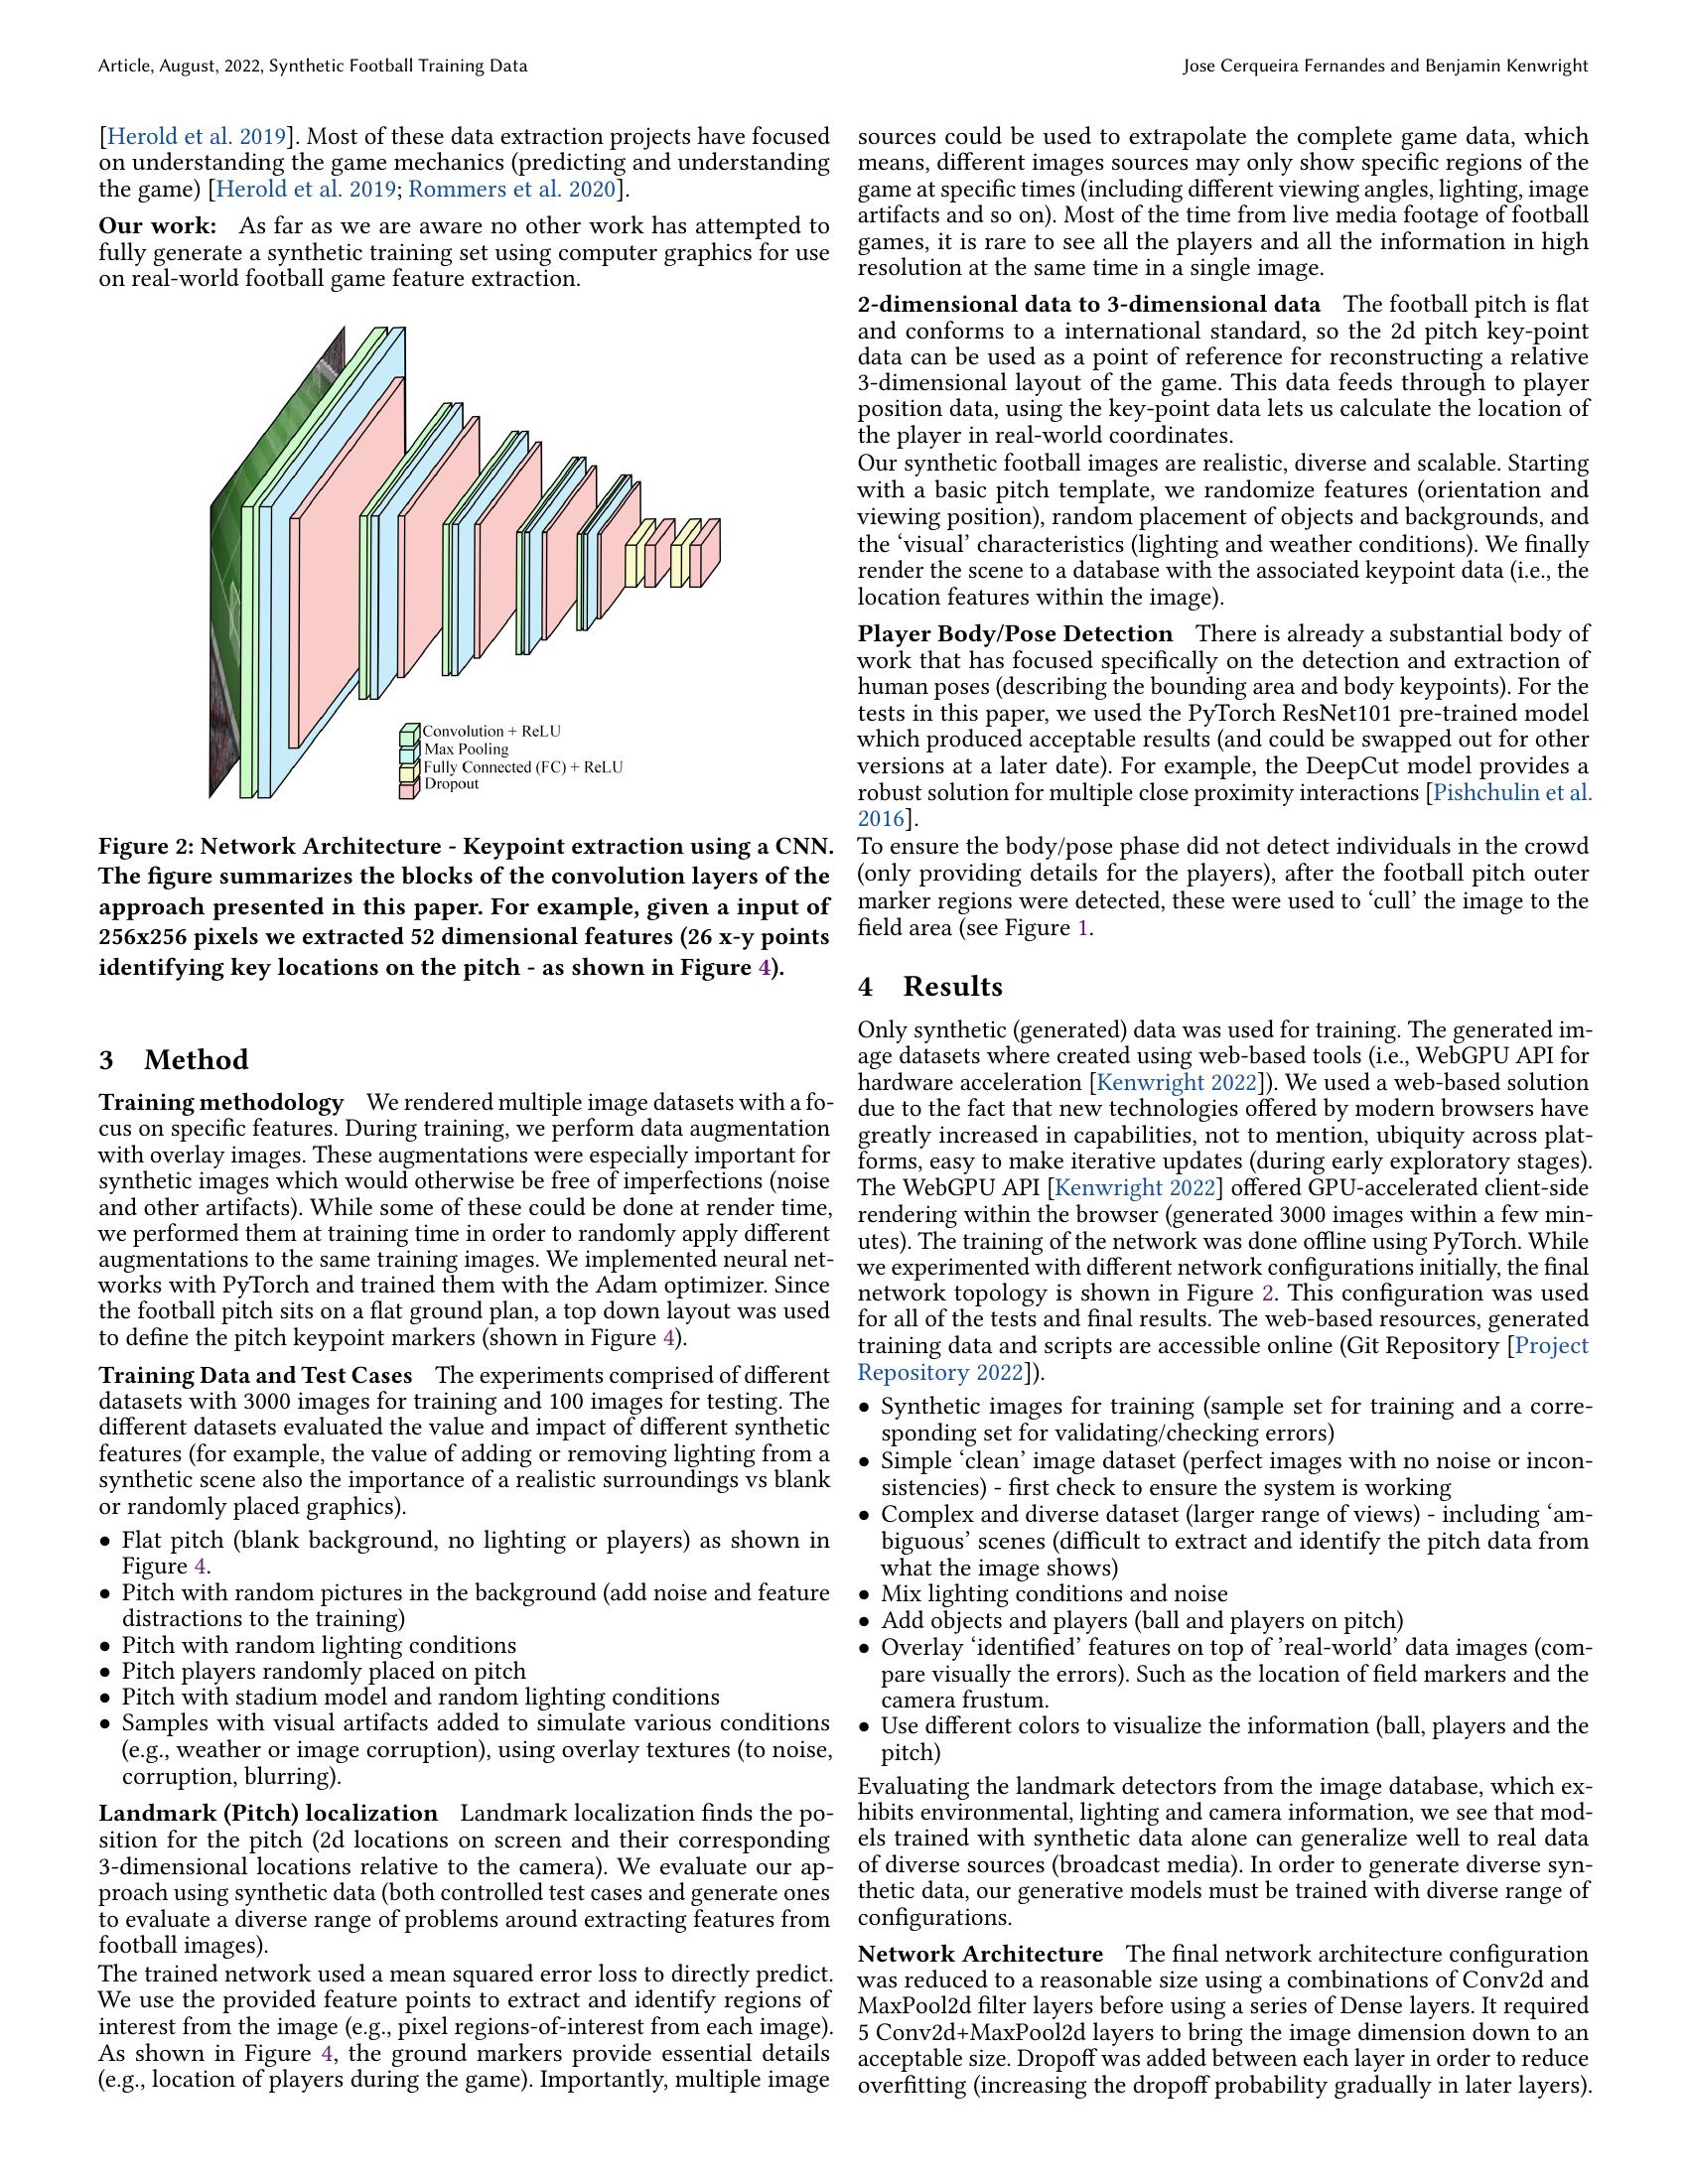 Article, August, 2022, Synthetic Football Training Data
Jose Cerqueira Fernandes and Benjamin Kenwright
[Herold et al. 2019]. Most of these data extraction projects have focused
on understanding the game mechanics (predicting and understanding
the game) [Herold et al. 2019; Rommers et al. 2020].
Our work: As far as we are aware no other work has attempted to
fully generate a synthetic training set using computer graphics for use
on real-world football game feature extraction.
Convolution + ReLU
Max Pooling
Fully Connected (FC) + ReLU
Dropout
Figure 2: Network Architecture - Keypoint extraction using a CNN.
The figure summarizes the blocks of the convolution layers of the
approach presented in this paper. For example, given a input of
256x256 pixels we extracted 52 dimensional features (26 x-y points
identifying key locations on the pitch - as shown in Figure 4).
3 Method
Training methodology We rendered multiple image datasets with a fo-
cus on specific features. During training, we perform data augmentation
with overlay images. These augmentations were especially important for
synthetic images which would otherwise be free of imperfections (noise
and other artifacts). While some of these could be done at render time,
we performed them at training time in order to randomly apply different
augmentations to the same training images. We implemented neural net-
works with PyTorch and trained them with the Adam optimizer. Since
the football pitch sits on a flat ground plan, a top down layout was used
to define the pitch keypoint markers (shown in Figure 4).
Training Data and Test Cases The experiments comprised of different
datasets with 3000 images for training and 100 images for testing. The
different datasets evaluated the value and impact of different synthetic
features (for example, the value of adding or removing lighting from a
synthetic scene also the importance of a realistic surroundings vs blank
or randomly placed graphics).
• Flat pitch (blank background, no lighting or players) as shown in
Figure 4.
• Pitch with random pictures in the background (add noise and feature
distractions to the training)
• Pitch with random lighting conditions
• Pitch players randomly placed on pitch
• Pitch with stadium model and random lighting conditions
• Samples with visual artifacts added to simulate various conditions
(e.g., weather or image corruption), using overlay textures (to noise,
corruption, blurring).
Landmark (Pitch) localization Landmark localization finds the po-
sition for the pitch (2d locations on screen and their corresponding
3-dimensional locations relative to the camera). We evaluate our ap-
proach using synthetic data (both controlled test cases and generate ones
to evaluate a diverse range of problems around extracting features from
football images).
The trained network used a mean squared error loss to directly predict.
We use the provided feature points to extract and identify regions of
interest from the image (e.g., pixel regions-of-interest from each image).
As shown in Figure 4, the ground markers provide essential details
(e.g., location of players during the game). Importantly, multiple image
sources could be used to extrapolate the complete game data, which
means, different images sources may only show specific regions of the
game at specific times (including different viewing angles, lighting, image
artifacts and so on). Most of the time from live media footage of football
games, it is rare to see all the players and all the information in high
resolution at the same time in a single image.
2-dimensional data to 3-dimensional data The football pitch is flat
and conforms to a international standard, so the 2d pitch key-point
data can be used as a point of reference for reconstructing a relative
3-dimensional layout of the game. This data feeds through to player
position data, using the key-point data lets us calculate the location of
the player in real-world coordinates.
Our synthetic football images are realistic, diverse and scalable. Starting
with a basic pitch template, we randomize features (orientation and
viewing position), random placement of objects and backgrounds, and
the ‘visual’ characteristics (lighting and weather conditions). We finally
render the scene to a database with the associated keypoint data (i.e., the
location features within the image).
Player Body/Pose Detection There is already a substantial body of
work that has focused specifically on the detection and extraction of
human poses (describing the bounding area and body keypoints). For the
tests in this paper, we used the PyTorch ResNet101 pre-trained model
which produced acceptable results (and could be swapped out for other
versions at a later date). For example, the DeepCut model provides a
robust solution for multiple close proximity interactions [Pishchulin et al.
2016].
To ensure the body/pose phase did not detect individuals in the crowd
(only providing details for the players), after the football pitch outer
marker regions were detected, these were used to ‘cull’ the image to the
field area (see Figure 1.
4 Results
Only synthetic (generated) data was used for training. The generated im-
age datasets where created using web-based tools (i.e., WebGPU API for
hardware acceleration [Kenwright 2022]). We used a web-based solution
due to the fact that new technologies offered by modern browsers have
greatly increased in capabilities, not to mention, ubiquity across plat-
forms, easy to make iterative updates (during early exploratory stages).
The WebGPU API [Kenwright 2022] offered GPU-accelerated client-side
rendering within the browser (generated 3000 images within a few min-
utes). The training of the network was done offline using PyTorch. While
we experimented with different network configurations initially, the final
network topology is shown in Figure 2. This configuration was used
for all of the tests and final results. The web-based resources, generated
training data and scripts are accessible online (Git Repository [Project
Repository 2022]).
• Synthetic images for training (sample set for training and a corre-
sponding set for validating/checking errors)
• Simple ‘clean’ image dataset (perfect images with no noise or incon-
sistencies) - first check to ensure the system is working
• Complex and diverse dataset (larger range of views) - including ‘am-
biguous’ scenes (difficult to extract and identify the pitch data from
what the image shows)
• Mix lighting conditions and noise
• Add objects and players (ball and players on pitch)
• Overlay ‘identified’ features on top of ’real-world’ data images (com-
pare visually the errors). Such as the location of field markers and the
camera frustum.
• Use different colors to visualize the information (ball, players and the
pitch)
Evaluating the landmark detectors from the image database, which ex-
hibits environmental, lighting and camera information, we see that mod-
els trained with synthetic data alone can generalize well to real data
of diverse sources (broadcast media). In order to generate diverse syn-
thetic data, our generative models must be trained with diverse range of
configurations.
Network Architecture The final network architecture configuration
was reduced to a reasonable size using a combinations of Conv2d and
MaxPool2d filter layers before using a series of Dense layers. It required
5 Conv2d+MaxPool2d layers to bring the image dimension down to an
acceptable size. Dropoff was added between each layer in order to reduce
overfitting (increasing the dropoff probability gradually in later layers).